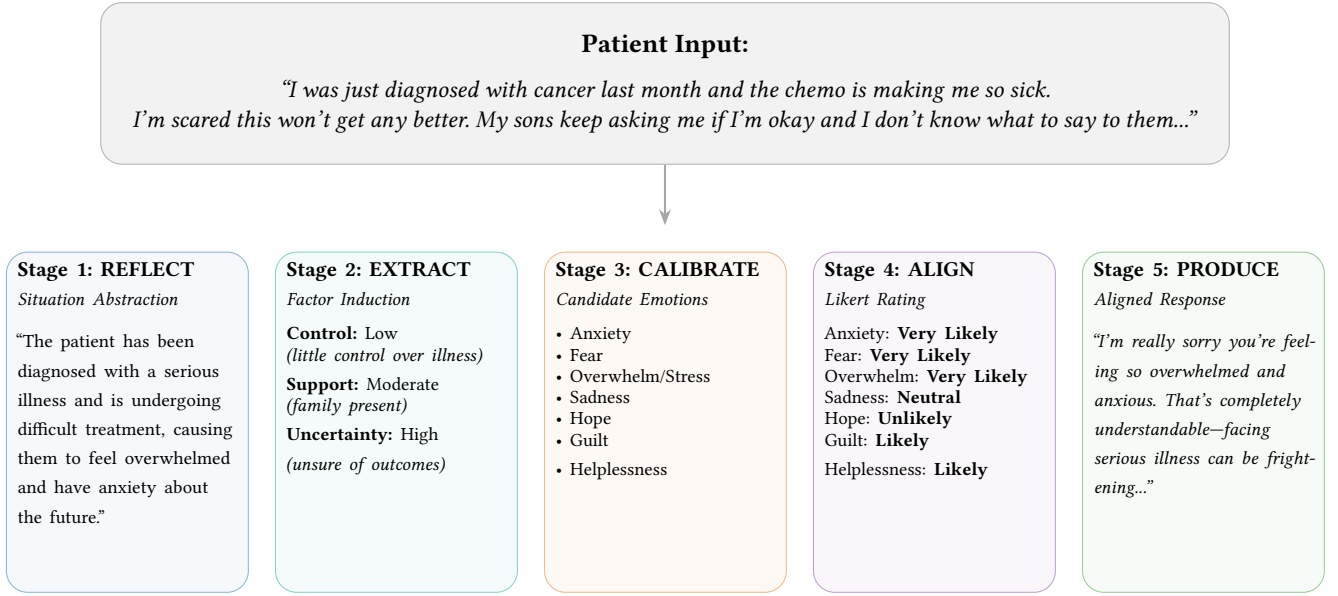 Patient Input:
“I was just diagnosed with cancer last month and the chemo is making me so sick.
I’m scared this won’t get any better. My sons keep asking me if I’m okay and I don’t know what to say to them...”
Stage 1: REFLECT
Situation Abstraction
“The patient has been
diagnosed with a serious
illness and is undergoing
difficult treatment, causing
them to feel overwhelmed
and have anxiety about
the future.”
Stage 2: EXTRACT
Factor Induction
Control: Low
(little control over illness)
Support: Moderate
(family present)
Uncertainty: High
(unsure of outcomes)
Stage 3: CALIBRATE
Candidate Emotions
• Anxiety
• Fear
• Overwhelm/Stress
• Sadness
• Hope
• Guilt
• Helplessness
Stage 4: ALIGN
Likert Rating
Anxiety: Very Likely
Fear: Very Likely
Overwhelm: Very Likely
Sadness: Neutral
Hope: Unlikely
Guilt: Likely
Helplessness: Likely
Stage 5: PRODUCE
Aligned Response
“I’m really sorry you’re feel-
ing so overwhelmed and
anxious. That’s completely
understandable—facing
serious illness can be fright-
ening...”